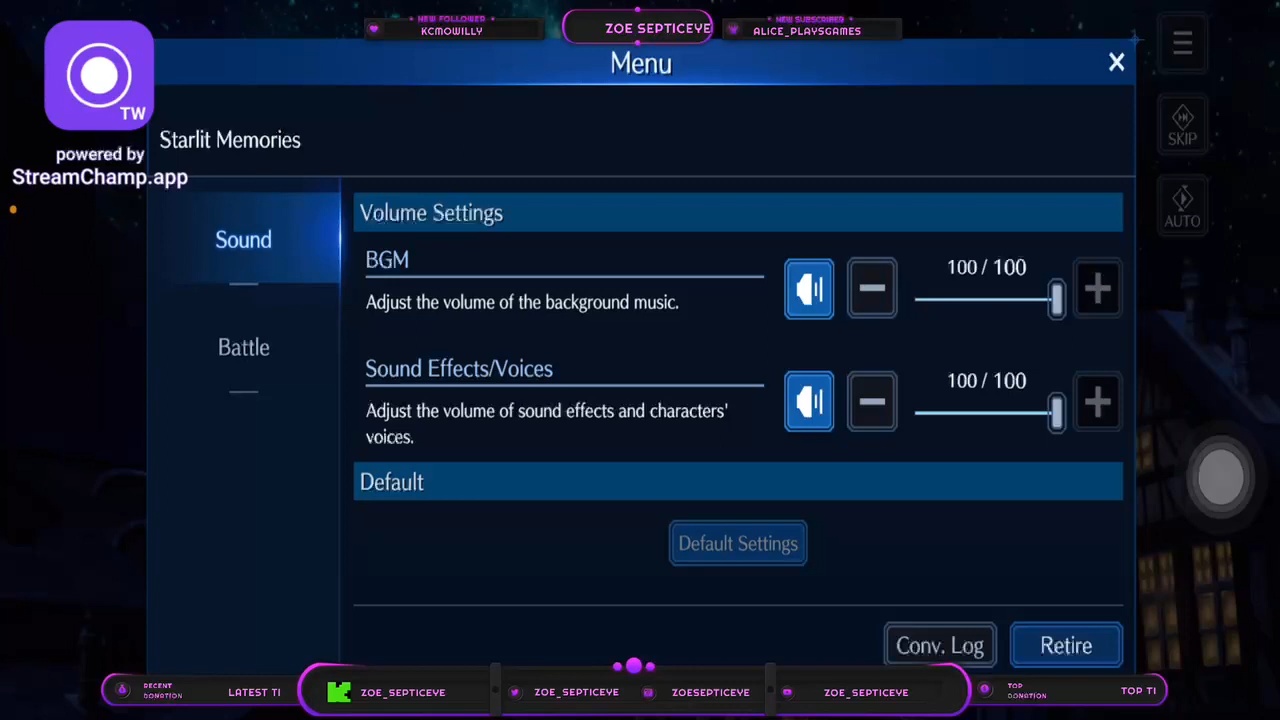 NEW FOLLOWER
KCMOWILLY
ZOE SEPTICEYE
NEW SUBSCRIBER
ALICE_PLAYSGAMES
Menu
TW
powered by
StreamChamp.app
Starlit Memories
SKIP
AUTO
Sound
Battle
Volume Settings
BGM
100 / 100
Adjust the volume of the background music.
Sound Effects/Voices
100 / 100
Adjust the volume of sound effects and characters'
voices.
Default
Default Settings
Conv. Log
Retire
RECENT
DONATION
LATEST TI
ZOE_SEPTICEYE
ZOE_SEPTICEYE
ZOESEPTICEYE
ZOE_SEPTICEYE
TOP
DONATION
TOP TI